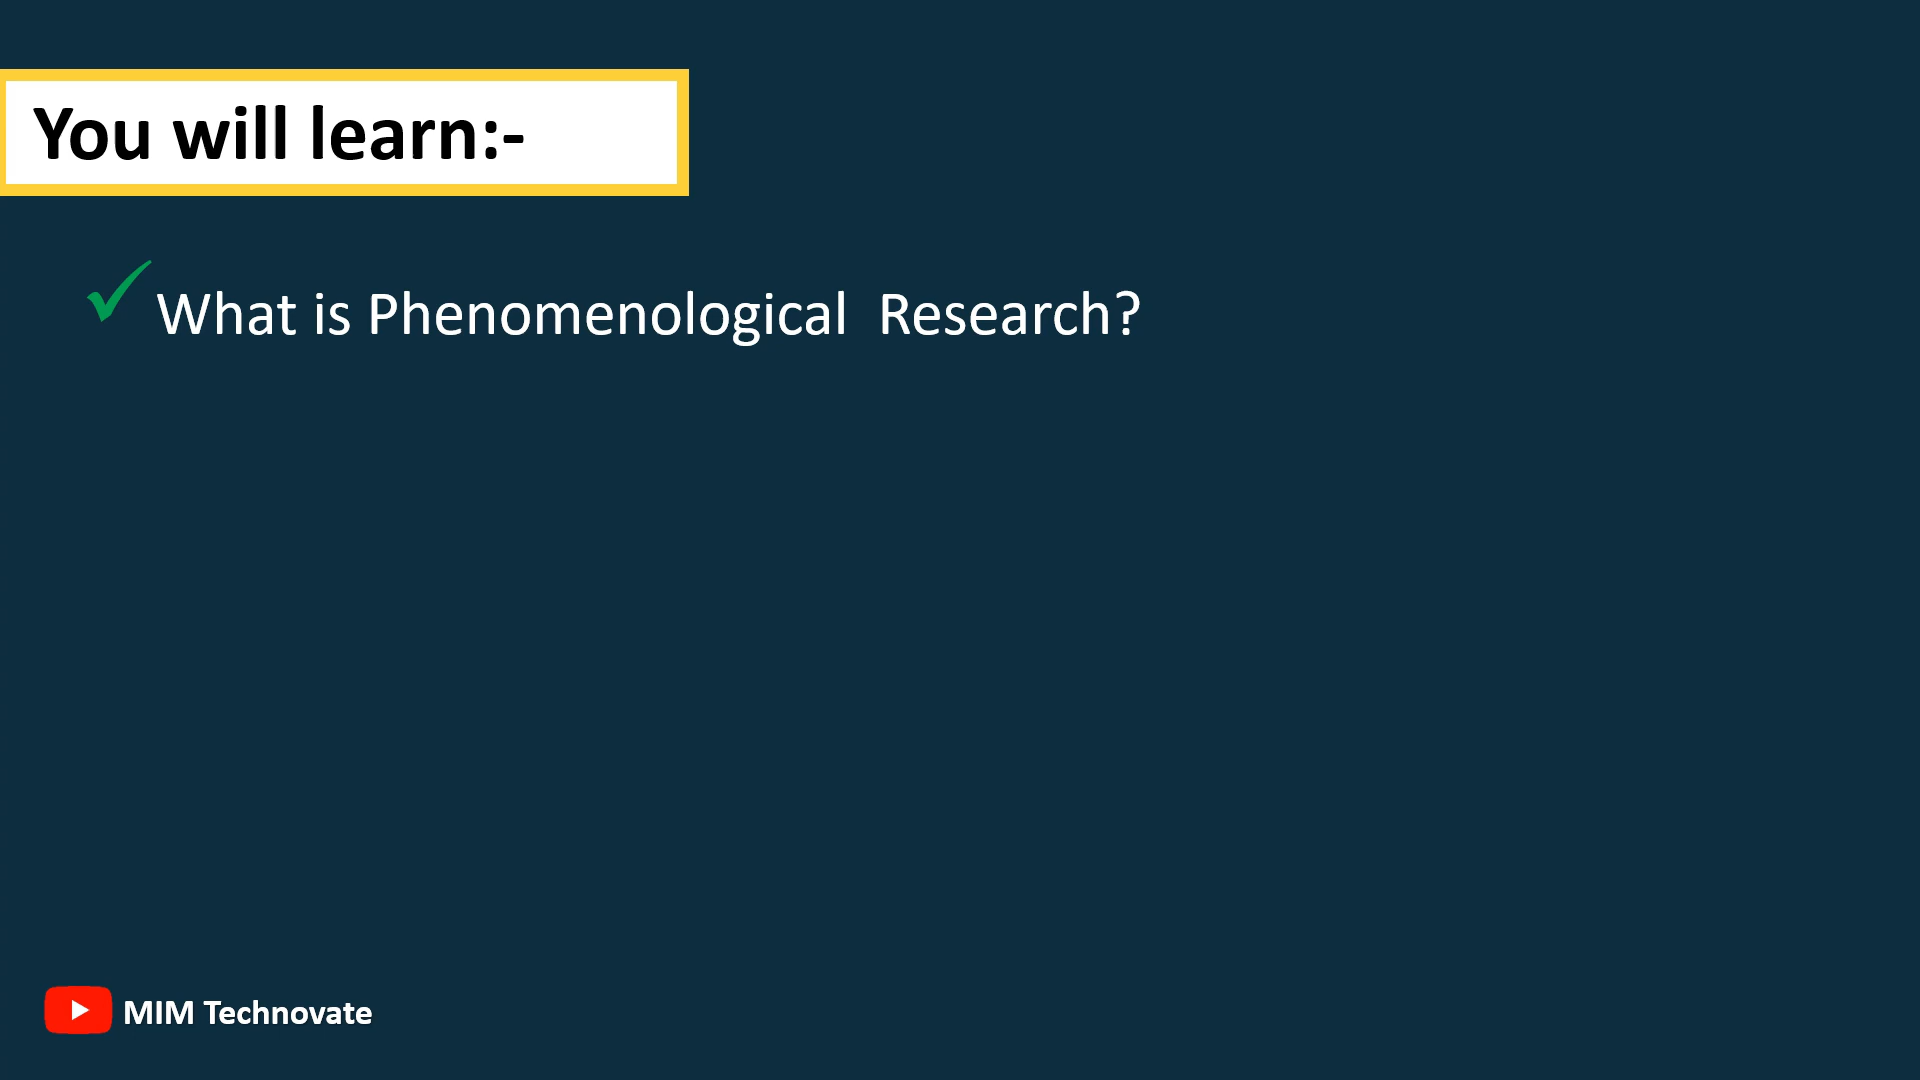 You will learn:-
What is Phenomenological  Research?
MIM Technovate